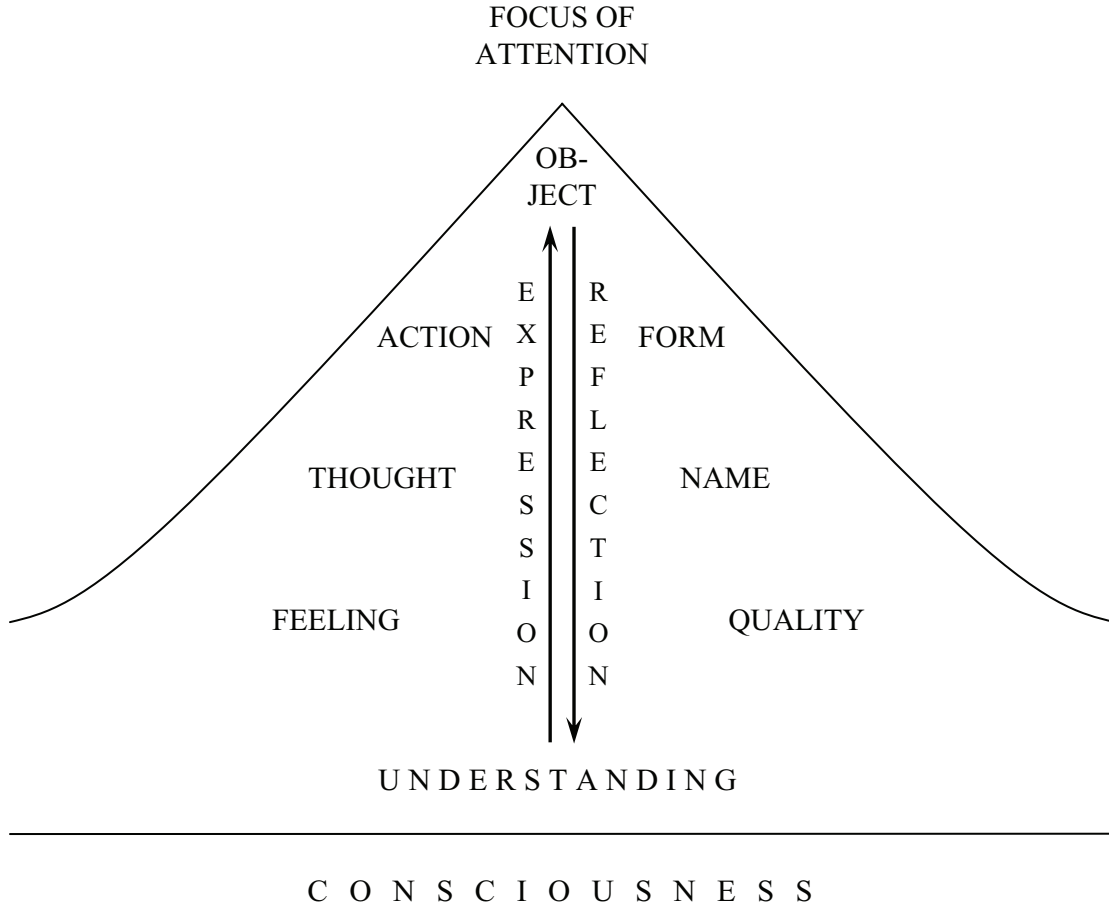 FOCUS OF
ATTENTION
OB-
JECT
EXPRESSION
REFLECTION
ACTION
FORM
THOUGHT
NAME
FEELING
QUALITY
UNDERSTANDING
CONSCIOUSNESS